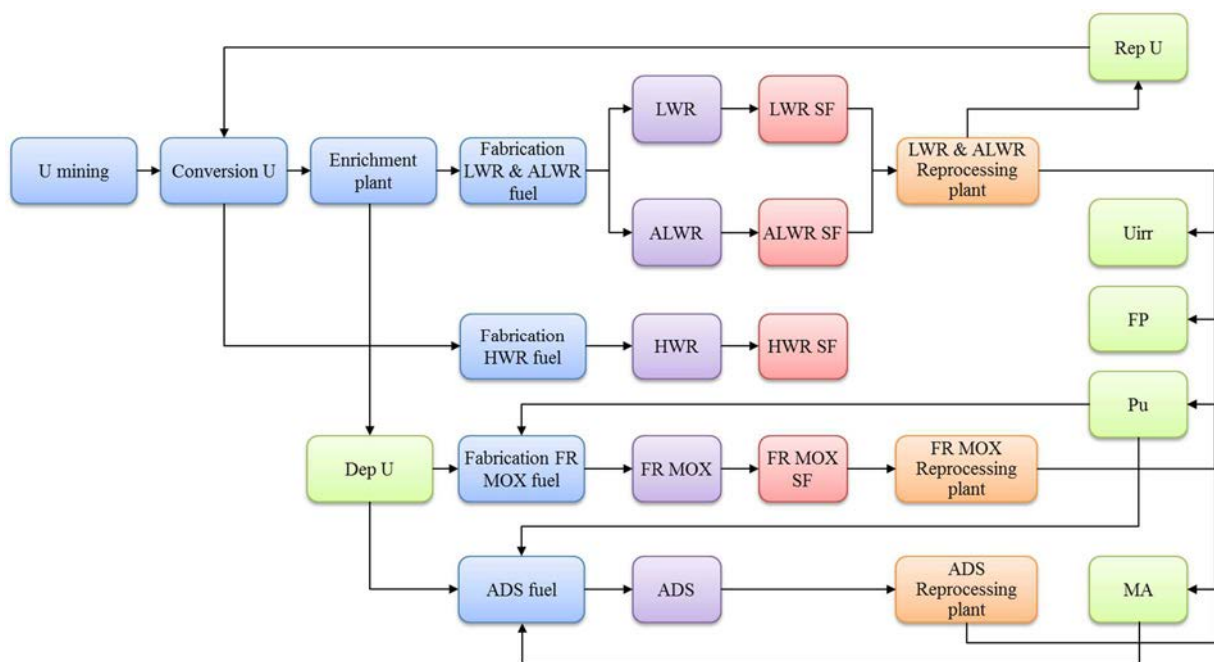 Rep U
LWR
LWR SF
U mining
Conversion U
Enrichment
plant
Fabrication
LWR & ALWR
fuel
LWR & ALWR
Reprocessing
plant
ALWR
ALWR SF
Uirr
Fabrication
HWR fuel
HWR
HWR SF
FP
Pu
Dep U
Fabrication FR
MOX fuel
FR MOX
FR MOX
SF
FR MOX
Reprocessing
plant
ADS fuel
ADS
ADS
Reprocessing
plant
MA